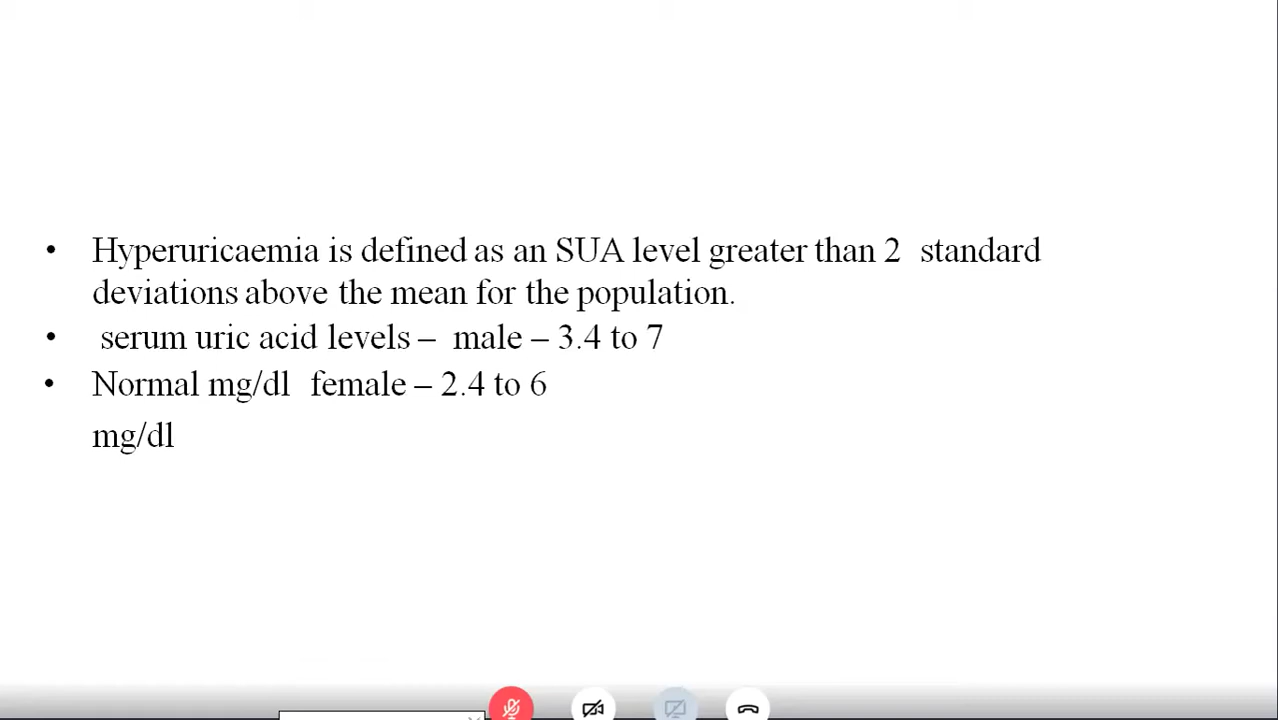 • Hyperuricaemia is defined as an SUA level greater than 2 standard
deviations above the mean for the population.
• serum uric acid levels – male – 3.4 to 7
• Normal mg/dl female – 2.4 to 6
mg/dl